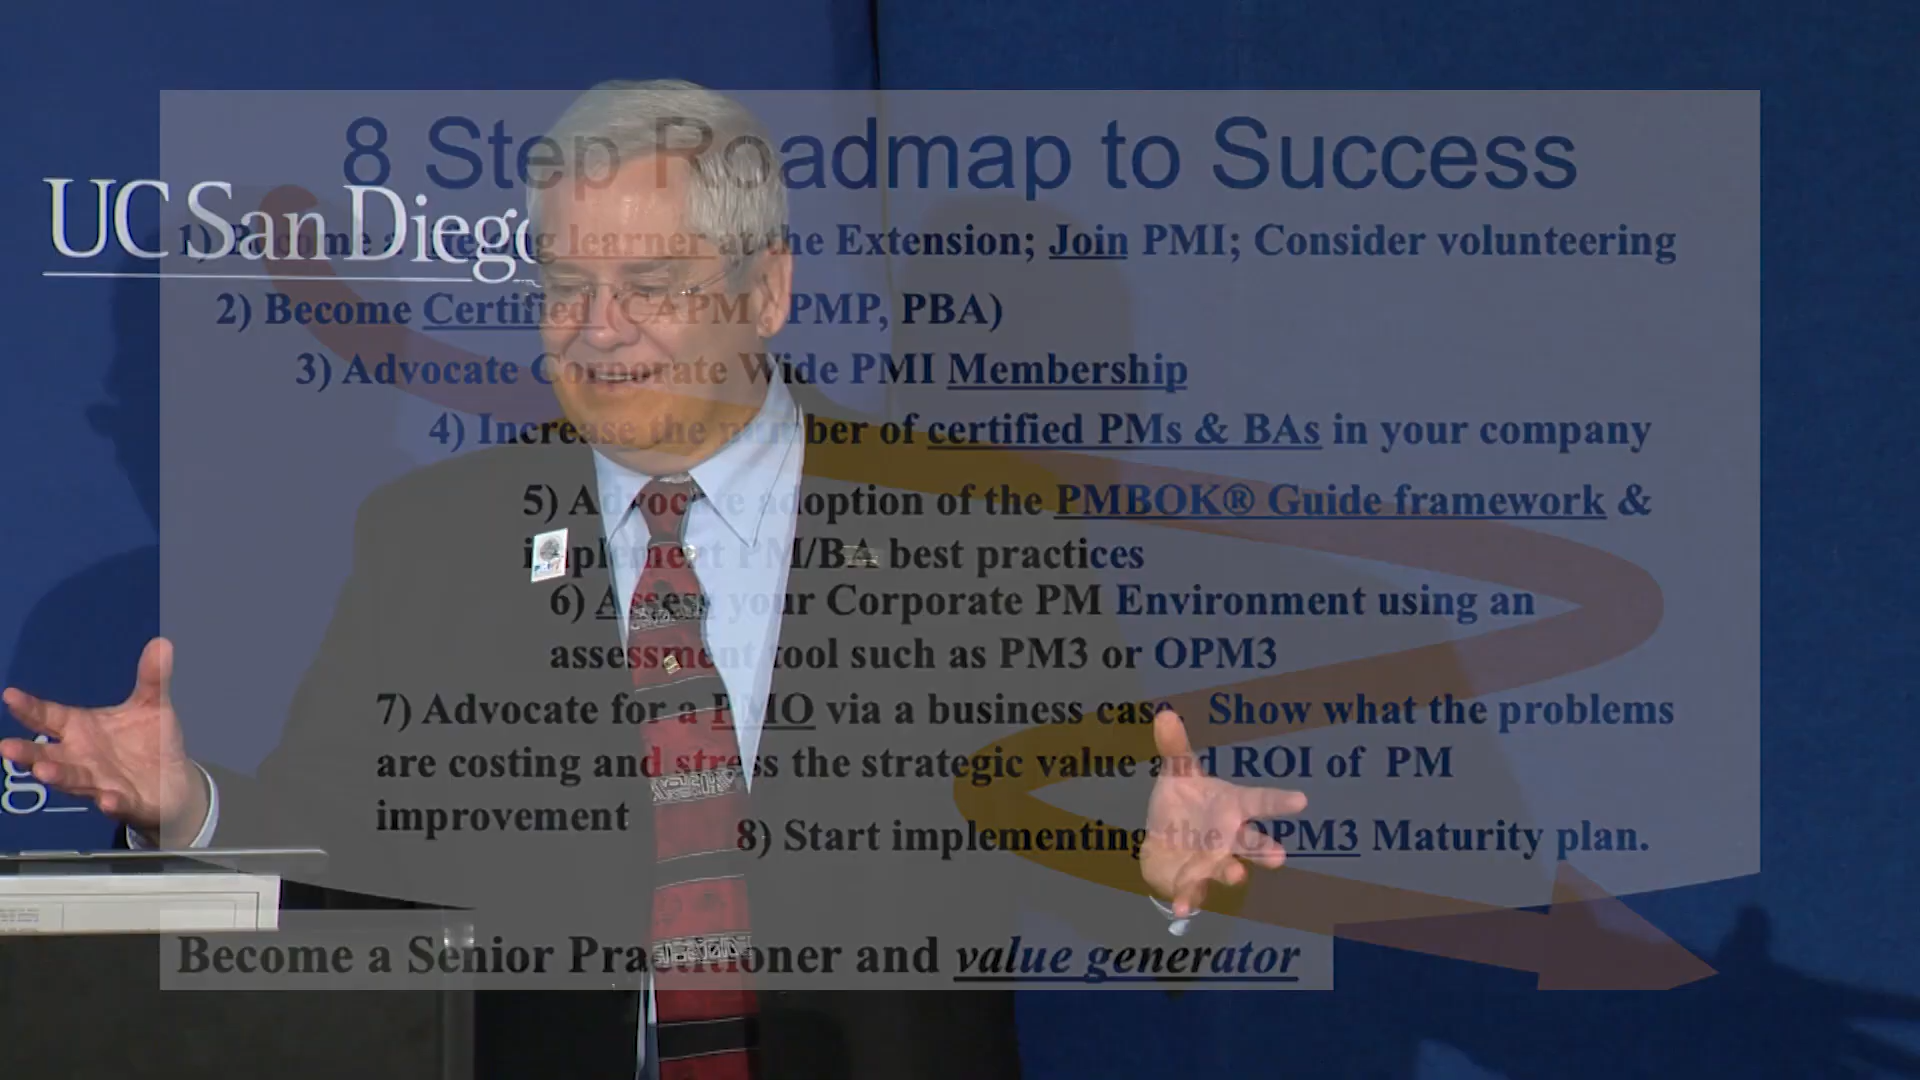 8 Step Roadmap to Success
UC San Diego
1) Become a lifelong learner at the Extension; Join PMI; Consider volunteering
2) Become Certified (CAPM, PMP, PBA)
3) Advocate Corporate Wide PMI Membership
4) Increase the number of certified PMs & BAs in your company
5) Advocate adoption of the PMBOK® Guide framework &
implement PM/BA best practices
6) Assess your Corporate PM Environment using an
assessment tool such as PM3 or OPM3
7) Advocate for a PMO via a business case. Show what the problems
are costing and stress the strategic value and ROI of PM
improvement
8) Start implementing the OPM3 Maturity plan.
Become a Senior Practitioner and value generator